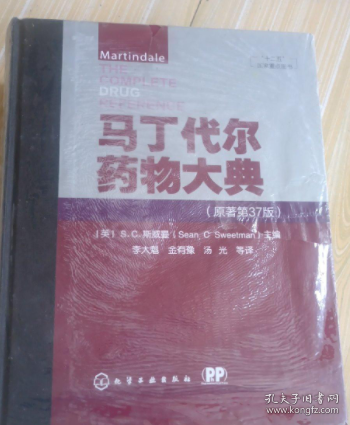 Martindale
THE
COMPLETE
DRUG
REFERENCE
马丁代尔
药物大典
(原著第37版)
[英] S.C.斯威曼 (Sean C Sweetman) 主编
李大魁 金有豫 汤光 等译
化学工业出版社
PP
孔夫子旧书网
kongfz.com